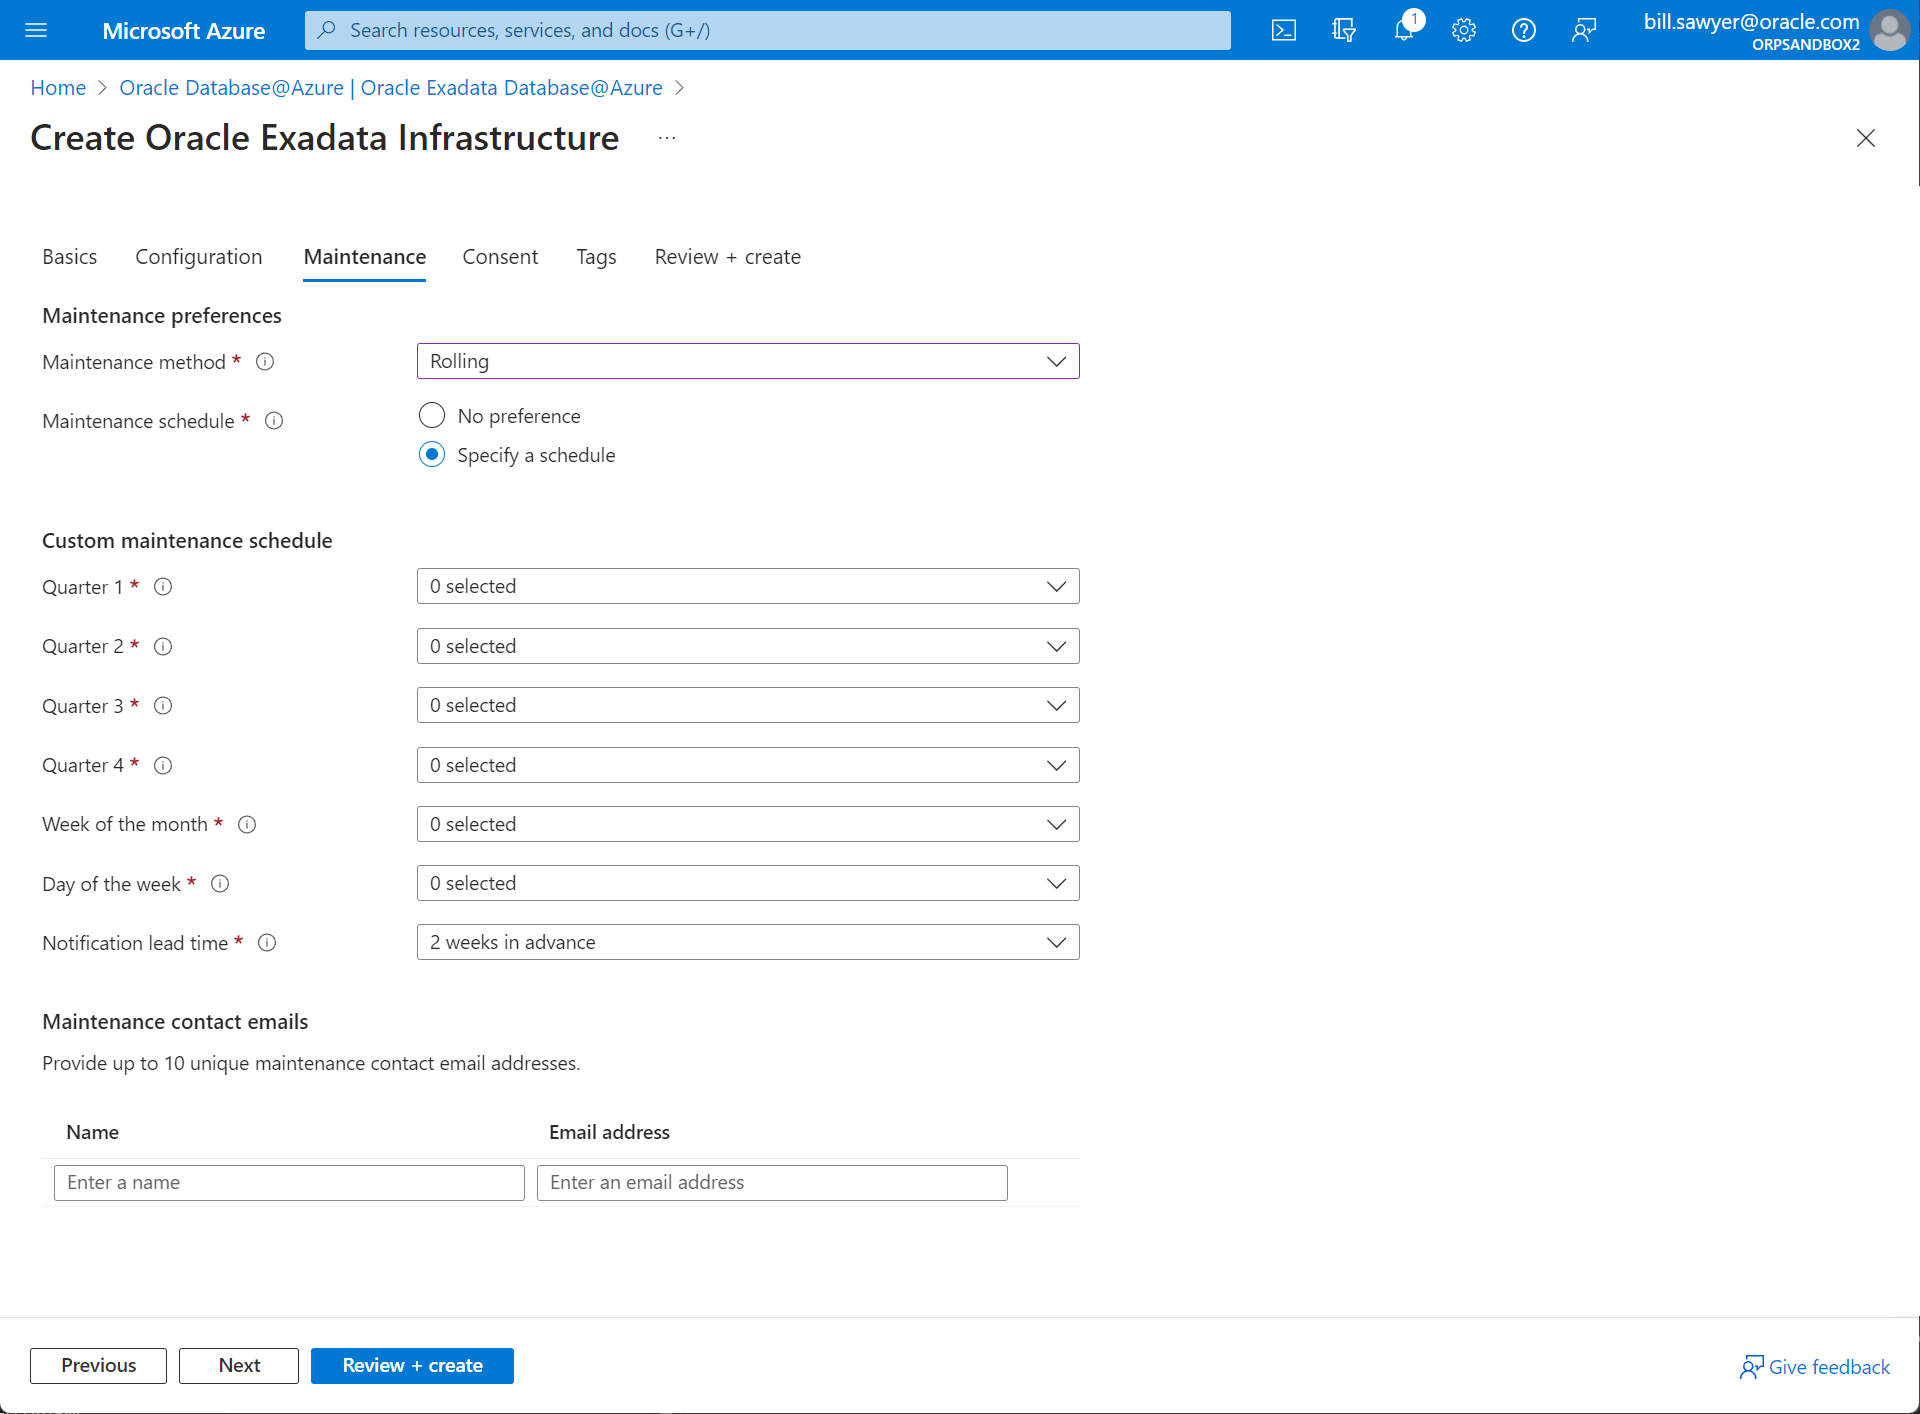 Microsoft Azure
Search resources, services, and docs (G+/)
1
bill.sawyer@oracle.com
ORPSANDBOX2
Home > Oracle Database@Azure | Oracle Exadata Database@Azure >
Create Oracle Exadata Infrastructure ...
Basics Configuration Maintenance Consent Tags Review + create
Maintenance preferences
Maintenance method * Rolling
Maintenance schedule * No preference
Specify a schedule
Custom maintenance schedule
Quarter 1 * 0 selected
Quarter 2 * 0 selected
Quarter 3 * 0 selected
Quarter 4 * 0 selected
Week of the month * 0 selected
Day of the week * 0 selected
Notification lead time * 2 weeks in advance
Maintenance contact emails
Provide up to 10 unique maintenance contact email addresses.
Name Email address
Enter a name Enter an email address
Previous Next Review + create Give feedback